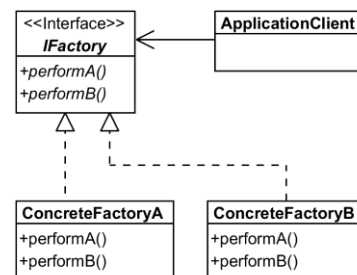 <<Interface>>
IFactory
+performA()
+performB()
ApplicationClient
ConcreteFactoryA
+performA()
+performB()
ConcreteFactoryB
+performA()
+performB()